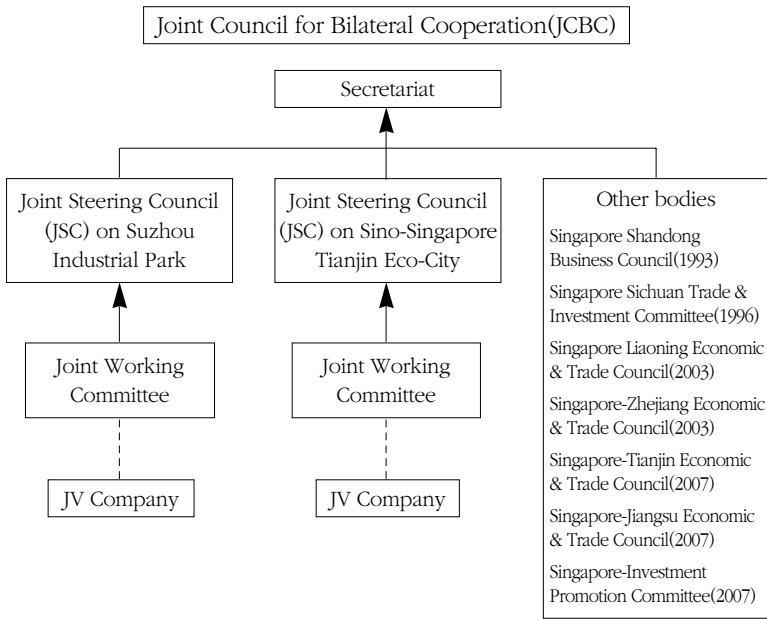 Joint Council for Bilateral Cooperation(JCBC)
Secretariat
Joint Steering Council
(JSC) on Suzhou
Industrial Park
Joint Steering Council
(JSC) on Sino-Singapore
Tianjin Eco-City
Other bodies
Singapore Shandong
Business Council(1993)
Singapore Sichuan Trade &
Investment Committee(1996)
Singapore Liaoning Economic
& Trade Council(2003)
Singapore-Zhejiang Economic
& Trade Council(2003)
Singapore-Tianjin Economic
& Trade Council(2007)
Singapore-Jiangsu Economic
& Trade Council(2007)
Singapore-Investment
Promotion Committee(2007)
Joint Working
Committee
Joint Working
Committee
JV Company
JV Company